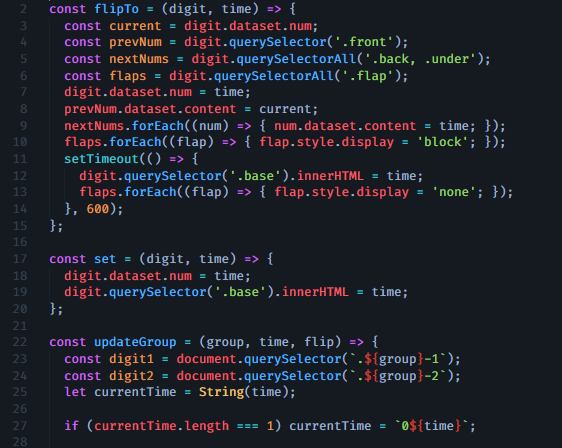 2 const flipTo = (digit, time) => {
3   const current = digit.dataset.num;
4   const prevNum = digit.querySelector('.front');
5   const nextNums = digit.querySelectorAll('.back, .under');
6   const flaps = digit.querySelectorAll('.flap');
7   digit.dataset.num = time;
8   prevNum.dataset.content = current;
9   nextNums.forEach((num) => { num.dataset.content = time; });
10   flaps.forEach((flap) => { flap.style.display = 'block'; });
11   setTimeout(() => {
12     digit.querySelector('.base').innerHTML = time;
13     flaps.forEach((flap) => { flap.style.display = 'none'; });
14   }, 600);
15 };
16
17 const set = (digit, time) => {
18   digit.dataset.num = time;
19   digit.querySelector('.base').innerHTML = time;
20 };
21
22 const updateGroup = (group, time, flip) => {
23   const digit1 = document.querySelector(`.${group}-1`);
24   const digit2 = document.querySelector(`.${group}-2`);
25   let currentTime = String(time);
26
27   if (currentTime.length === 1) currentTime = `0${time}`;
28